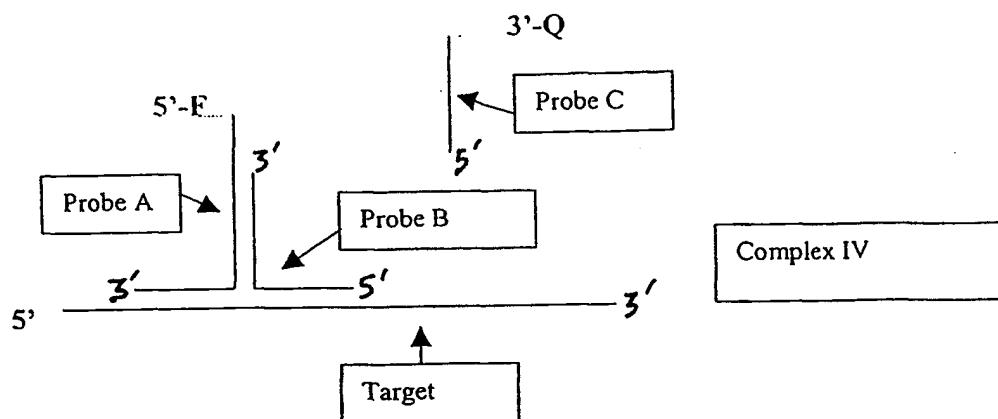 3'-Q
Probe C
5'-F
3'
5'
Probe A
Probe B
Complex IV
3'
5'
3'
5'
Target